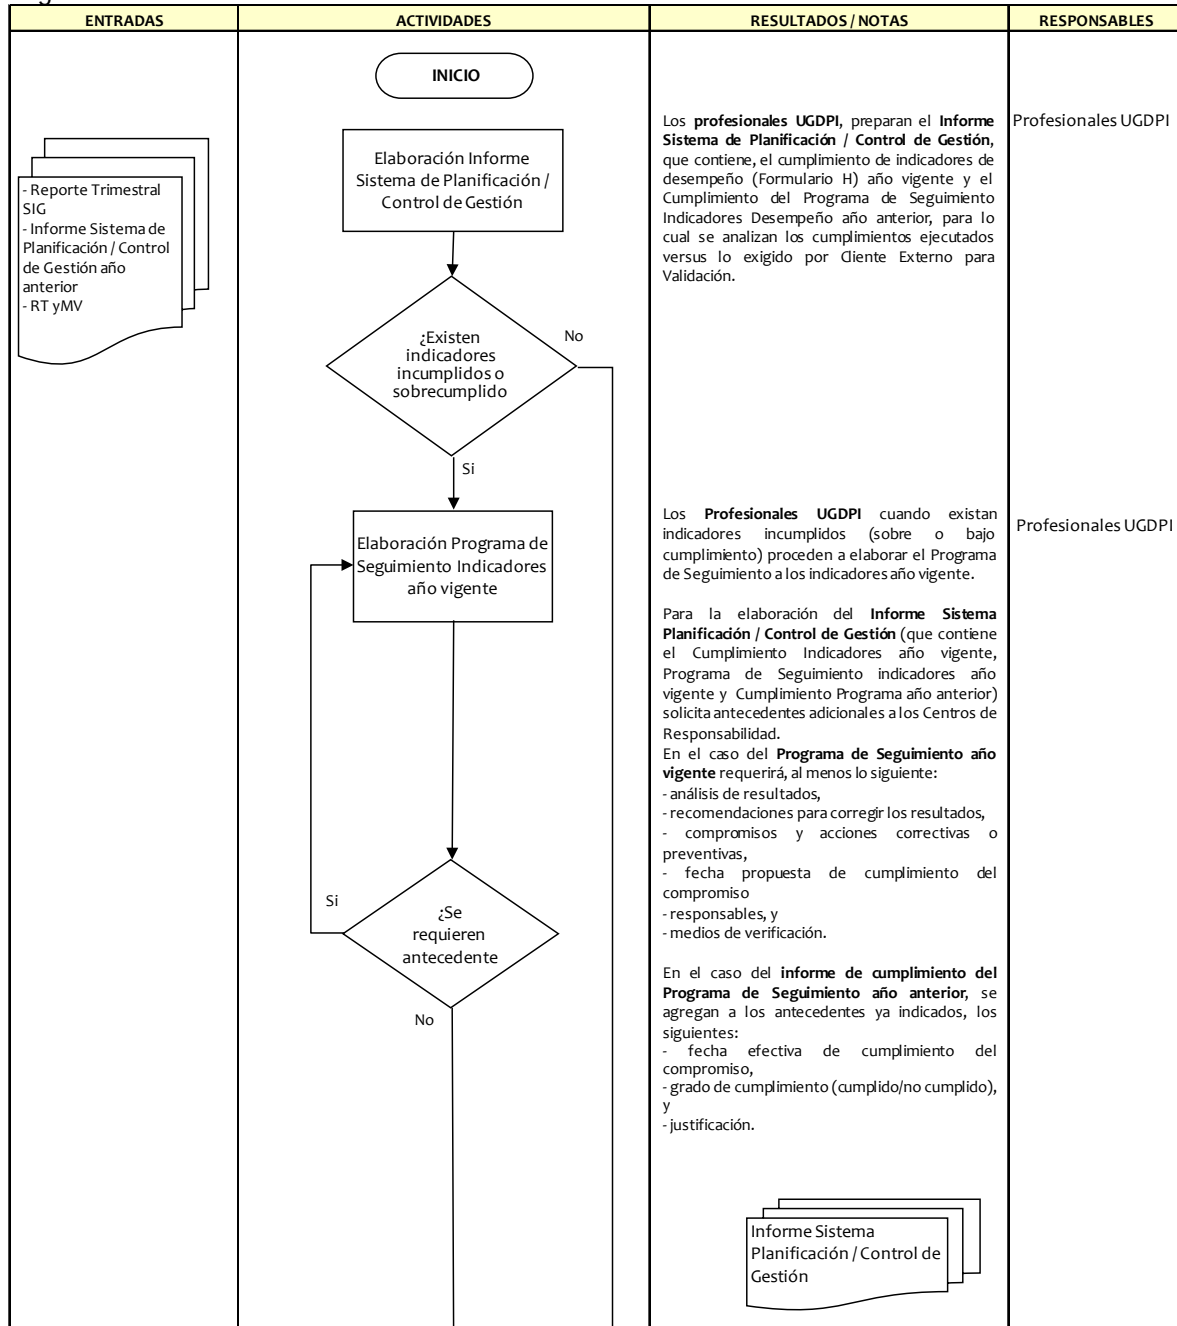 ENTRADAS
ACTIVIDADES
RESULTADOS / NOTAS
RESPONSABLES
INICIO
- Reporte Trimestral
SIG
- Informe Sistema de
Planificación / Control
de Gestión año
anterior
- RT yMV
Elaboración Informe
Sistema de Planificación /
Control de Gestión
Los profesionales UGDPI, preparan el Informe
Sistema de Planificación / Control de Gestión,
que contiene, el cumplimiento de indicadores de
desempeño (Formulario H) año vigente y el
Cumplimiento del Programa de Seguimiento
Indicadores Desempeño año anterior, para lo
cual se analizan los cumplimientos ejecutados
versus lo exigido por Cliente Externo para
Validación.
Profesionales UGDPI
¿Existen
indicadores
incumplidos o
sobrecumplido
No
Si
Elaboración Programa de
Seguimiento Indicadores
año vigente
Los Profesionales UGDPI cuando existan
indicadores incumplidos (sobre o bajo
cumplimiento) proceden a elaborar el Programa
de Seguimiento a los indicadores año vigente.
Profesionales UGDPI
Para la elaboración del Informe Sistema
Planificación / Control de Gestión (que contiene
el Cumplimiento Indicadores año vigente,
Programa de Seguimiento indicadores año
vigente y Cumplimiento Programa año anterior)
solicita antecedentes adicionales a los Centros de
Responsabilidad.
En el caso del Programa de Seguimiento año
vigente requerirá, al menos lo siguiente:
- análisis de resultados,
- recomendaciones para corregir los resultados,
- compromisos y acciones correctivas o
preventivas,
- fecha propuesta de cumplimiento del
compromiso
- responsables, y
- medios de verificación.
Si
¿Se
requieren
antecedente
No
En el caso del informe de cumplimiento del
Programa de Seguimiento año anterior, se
agregan a los antecedentes ya indicados, los
siguientes:
- fecha efectiva de cumplimiento del
compromiso,
- grado de cumplimiento (cumplido/no cumplido),
y
- justificación.
Informe Sistema
Planificación / Control de
Gestión